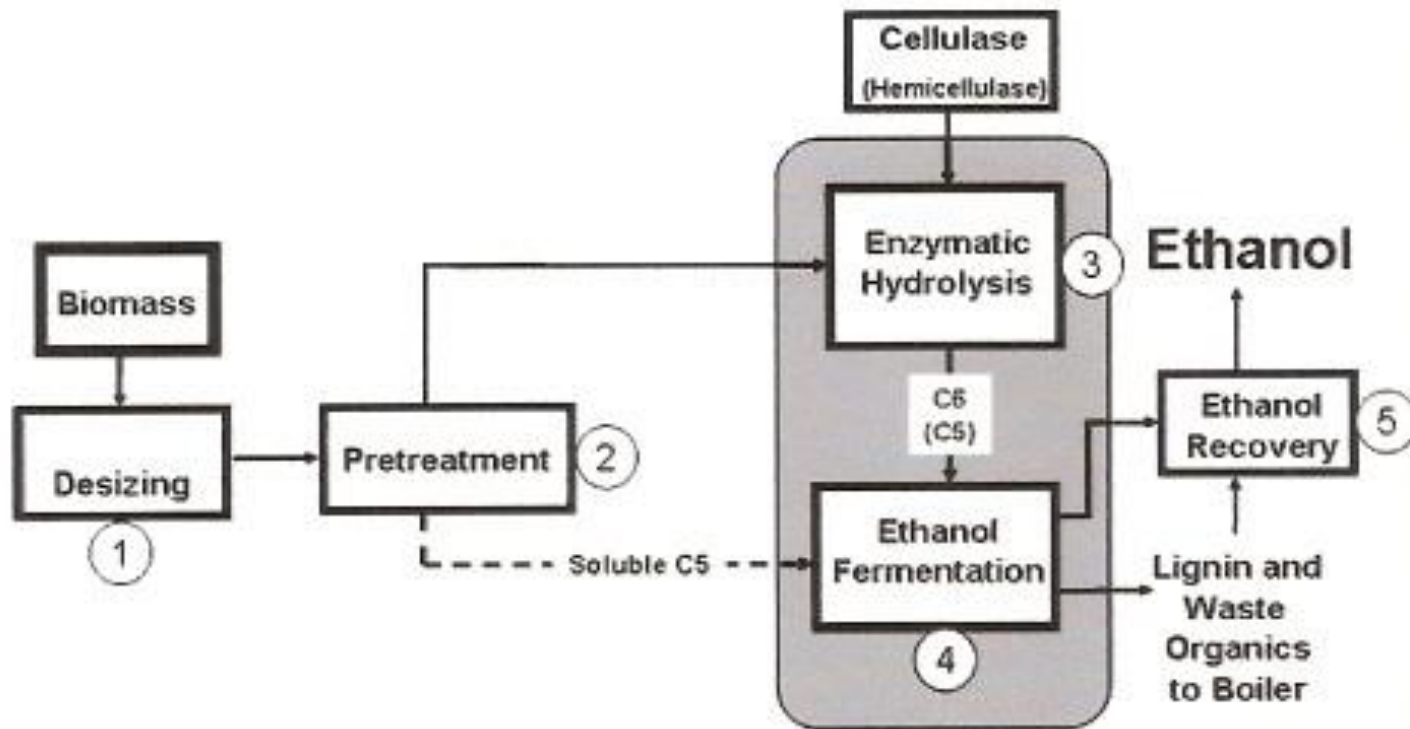 Cellulase
(Hemicellulase)
Enzymatic
Hydrolysis
3
Ethanol
Biomass
C6
(C5)
Ethanol
Recovery
5
Desizing
1
Pretreatment
2
Soluble C5
Ethanol
Fermentation
4
Lignin and
Waste
Organics
to Boiler